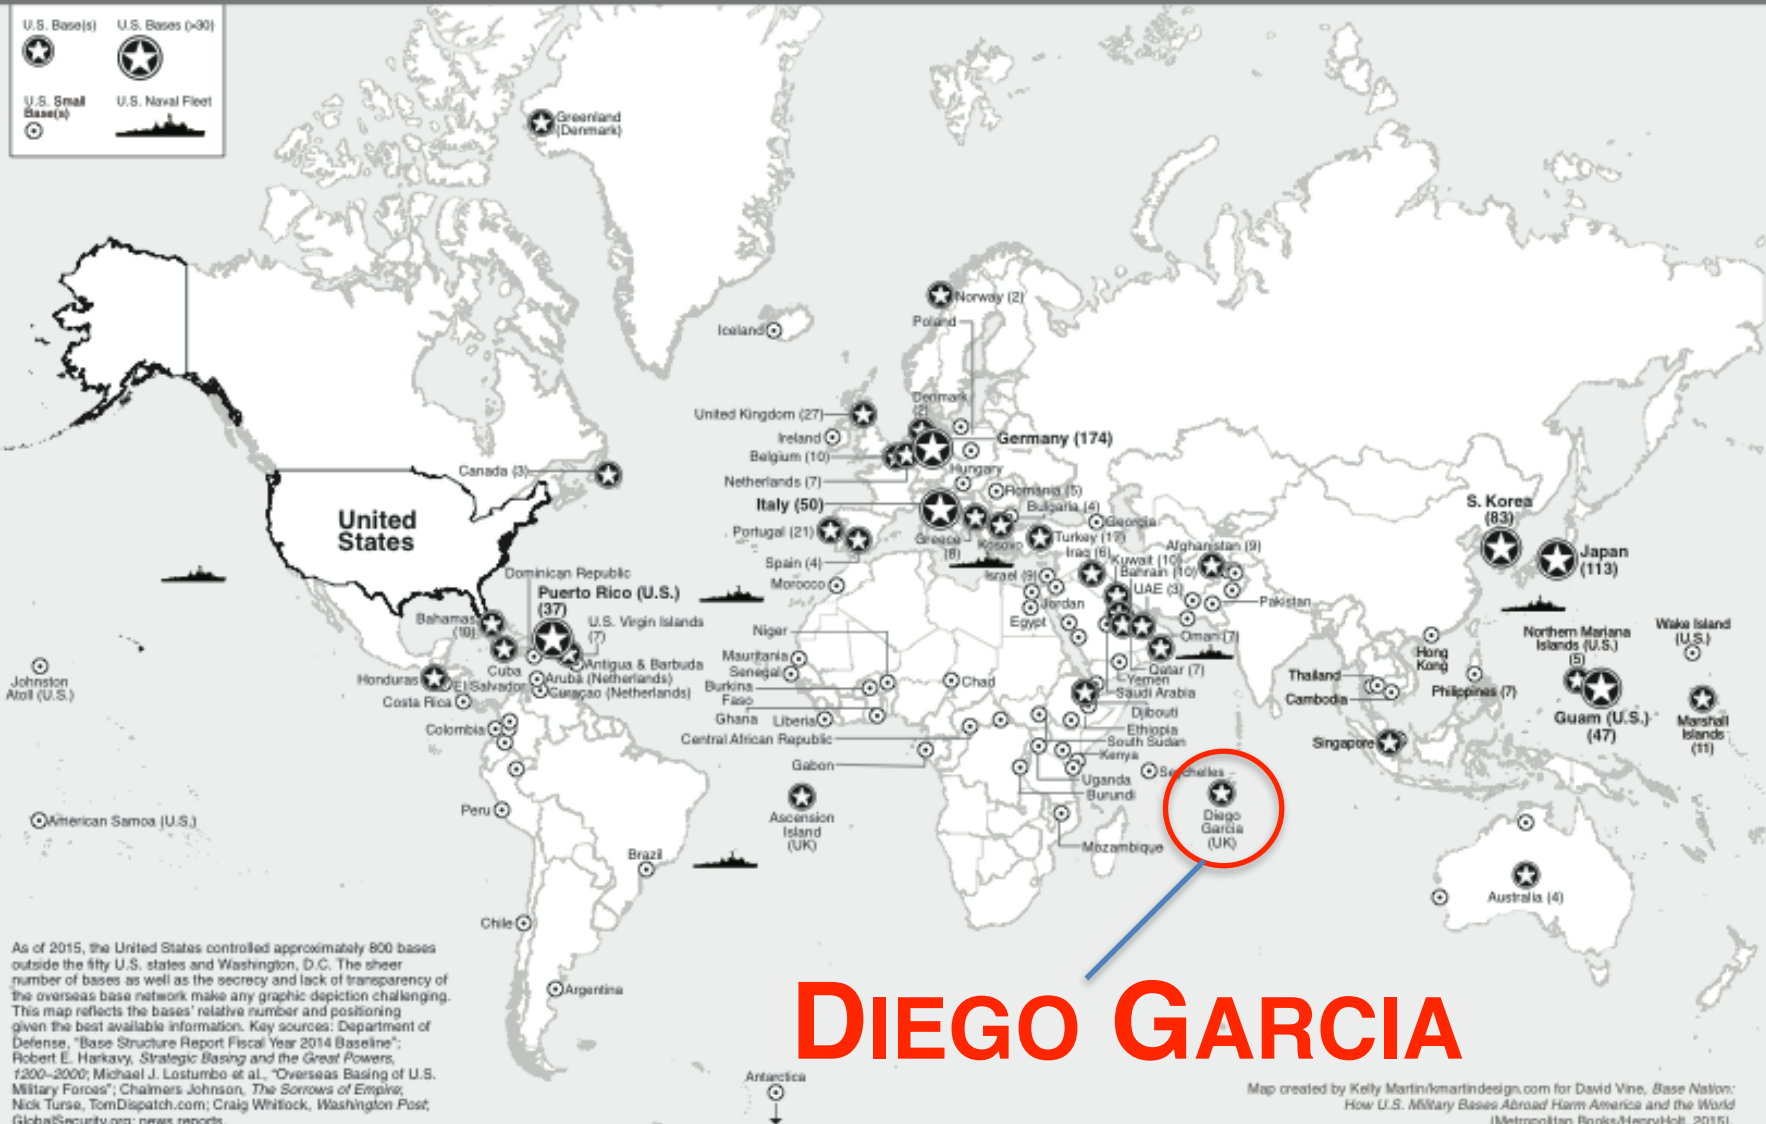 U.S. Base(s)
U.S. Bases (>30)
U.S. Small
Base(s)
U.S. Naval Fleet
Greenland
(Denmark)
Norway (2)
Poland
Iceland
Denmark
(2)
United Kingdom (27)
Ireland
Germany (174)
Belgium (10)
Hungary
Netherlands (7)
Romania (5)
Italy (50)
Bulgaria (4)
Georgia
Portugal (21)
Greece
(8)
Kosovo
Turkey (17)
Spain (4)
Iraq (6)
Kuwait (10)
Afghanistan (9)
Morocco
Israel (9)
Bahrain (10)
UAE (3)
Jordan
Pakistan
Egypt
Oman (7)
Canada (3)
United
States
S. Korea
(83)
Japan
(113)
Dominican Republic
Puerto Rico (U.S.)
(37)
Bahamas
U.S. Virgin Islands
(7)
Cuba
Antigua & Barbuda
Honduras
El Salvador
Aruba (Netherlands)
Curaçao (Netherlands)
Costa Rica
Colombia
Johnston
Atoll (U.S.)
American Samoa (U.S.)
Peru
Brazil
Chile
Argentina
Niger
Mauritania
Senegal
Burkina
Faso
Chad
Ghana
Liberia
Central African Republic
Gabon
Qatar (7)
Yemen
Saudi Arabia
Djibouti
Ethiopia
South Sudan
Kenya
Uganda
Burundi
Seychelles
Mozambique
Ascension
Island
(UK)
Diego
Garcia
(UK)
Hong
Kong
Thailand
Cambodia
Philippines (7)
Singapore
Northern Mariana
Islands (U.S.)
(5)
Wake Island
(U.S.)
Guam (U.S.)
(47)
Marshall
Islands
(11)
Australia (4)
Antarctica
DIEGO GARCIA
As of 2015, the United States controlled approximately 800 bases
outside the fifty U.S. states and Washington, D.C. The sheer
number of bases as well as the secrecy and lack of transparency of
the overseas base network make any graphic depiction challenging.
This map reflects the bases' relative number and positioning
given the best available information. Key sources: Department of
Defense, "Base Structure Report Fiscal Year 2014 Baseline";
Robert E. Harkavy, Strategic Basing and the Great Powers,
1200–2000; Michael J. Lostumbo et al., "Overseas Basing of U.S.
Military Forces"; Chalmers Johnson, The Sorrows of Empire;
Nick Turse, TomDispatch.com; Craig Whitlock, Washington Post;
GlobalSecurity.org; news reports.
Map created by Kelly Martin/kmartindesign.com for David Vine, Base Nation:
How U.S. Military Bases Abroad Harm America and the World
(Metropolitan Books/HenryHolt, 2015).